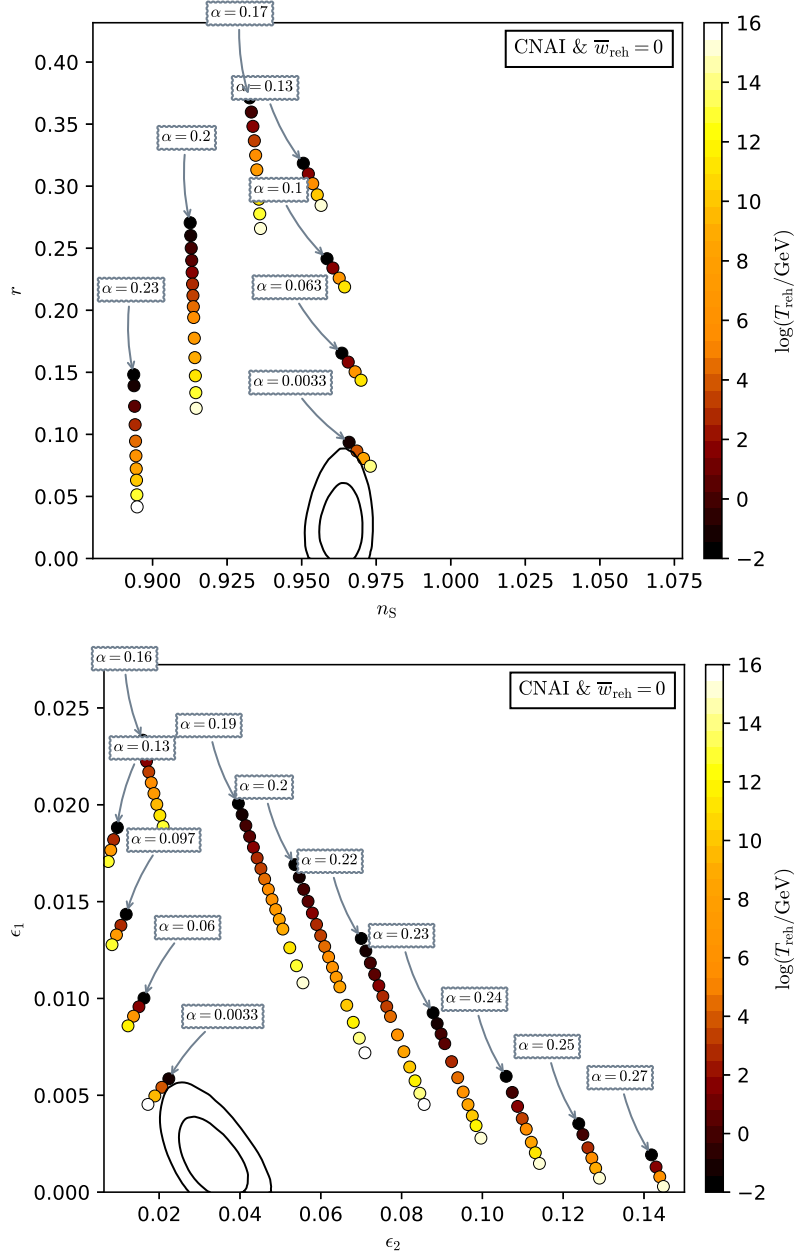 α = 0.17
16
CNAI & w̅reh = 0
0.40
14
α = 0.13
0.35
12
α = 0.2
0.30
10
α = 0.1
0.25
8
α = 0.23
α = 0.063
r
log(Treh/GeV)
0.20
6
0.15
4
α = 0.0033
0.10
2
0.05
0
0.00
−2
0.900
0.925
0.950
0.975
1.000
1.025
1.050
1.075
nS
α = 0.16
16
CNAI & w̅reh = 0
0.025
14
α = 0.19
α = 0.13
12
0.020
α = 0.2
10
α = 0.097
α = 0.22
8
0.015
ϵ1
log(Treh/GeV)
α = 0.06
α = 0.23
6
0.010
α = 0.24
4
α = 0.0033
α = 0.25
2
0.005
α = 0.27
0
0.000
−2
0.02
0.04
0.06
0.08
0.10
0.12
0.14
ϵ2